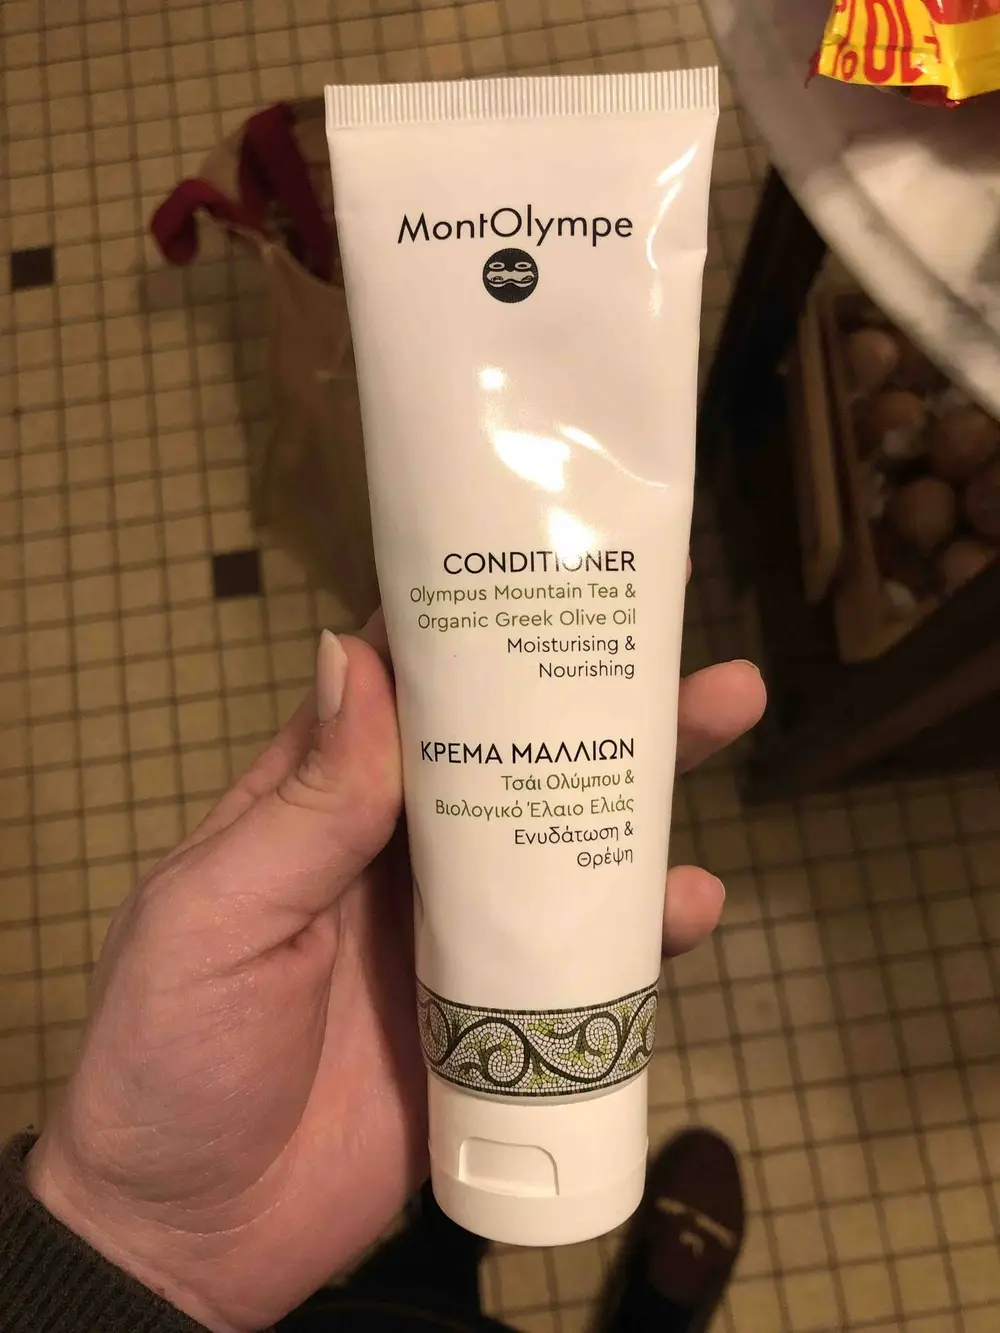 MontOlympe
CONDITIONER
Olympus Mountain Tea &
Organic Greek Olive Oil
Moisturising &
Nourishing
ΚΡΕΜΑ ΜΑΛΛΙΩΝ
Τσάι Ολύμπου &
Βιολογικό Έλαιο Ελιάς
Ενυδάτωση &
Θρέψη